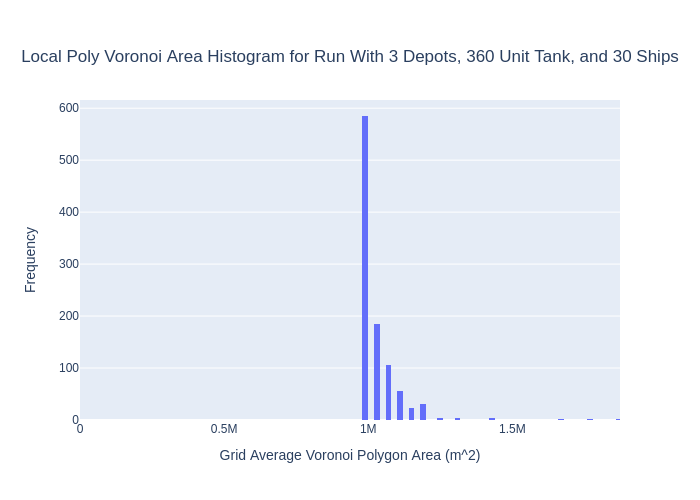 Local Poly Voronoi Area Histogram for Run With 3 Depots, 360 Unit Tank, and 30 Ships
600
500
400
300
200
100
0
Frequency
0 0.5M 1M 1.5M
Grid Average Voronoi Polygon Area (m^2)